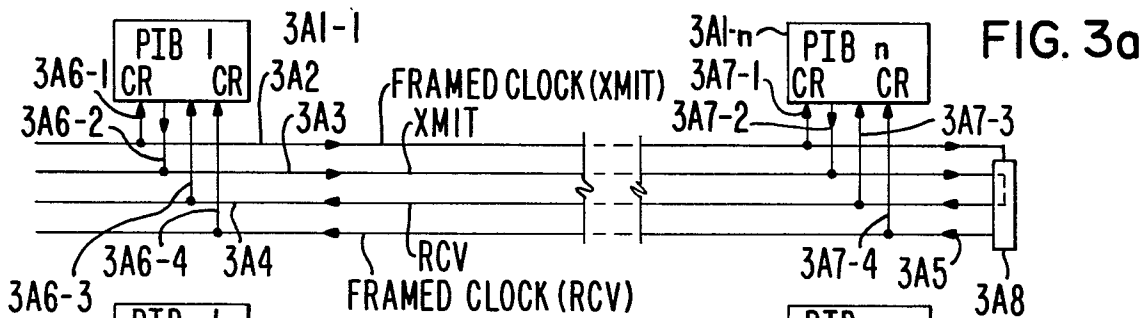 FIG. 3a
PIB 1
CR CR
3A1-1
3A1-n
PIB n
CR CR
3A6-1
3A2
FRAMED CLOCK (XMIT)
3A7-1
3A6-2
3A3
XMIT
3A7-2
3A7-3
3A6-3
3A6-4
3A4
RCV
FRAMED CLOCK (RCV)
3A7-4
3A5
3A8
PIB
PIB